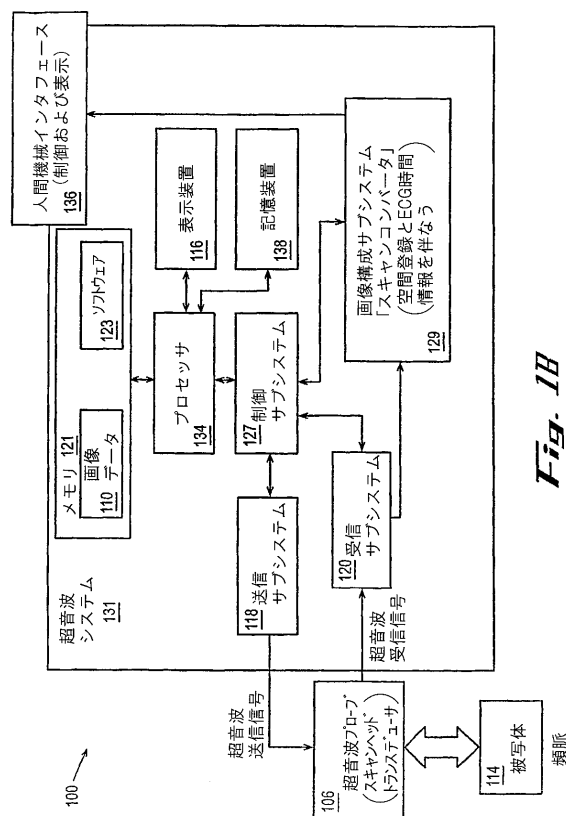 100
超音波
システム
131
メモリ 121
110 画像
データ
123 ソフトウェア
人間機械インタフェース
(制御および表示)
136
プロセッサ
134
表示装置
116
記憶装置
138
118 送信
サブシステム
127 制御
サブシステム
120 受信
サブシステム
画像構成サブシステム
「スキャンコンバータ」
(空間登録とECG時間
情報を伴なう)
129
超音波
送信信号
超音波
受信信号
超音波プローブ
(スキャンヘッド
トランスデューサ)
106
114
被写体
頻脈
Fig. 1B